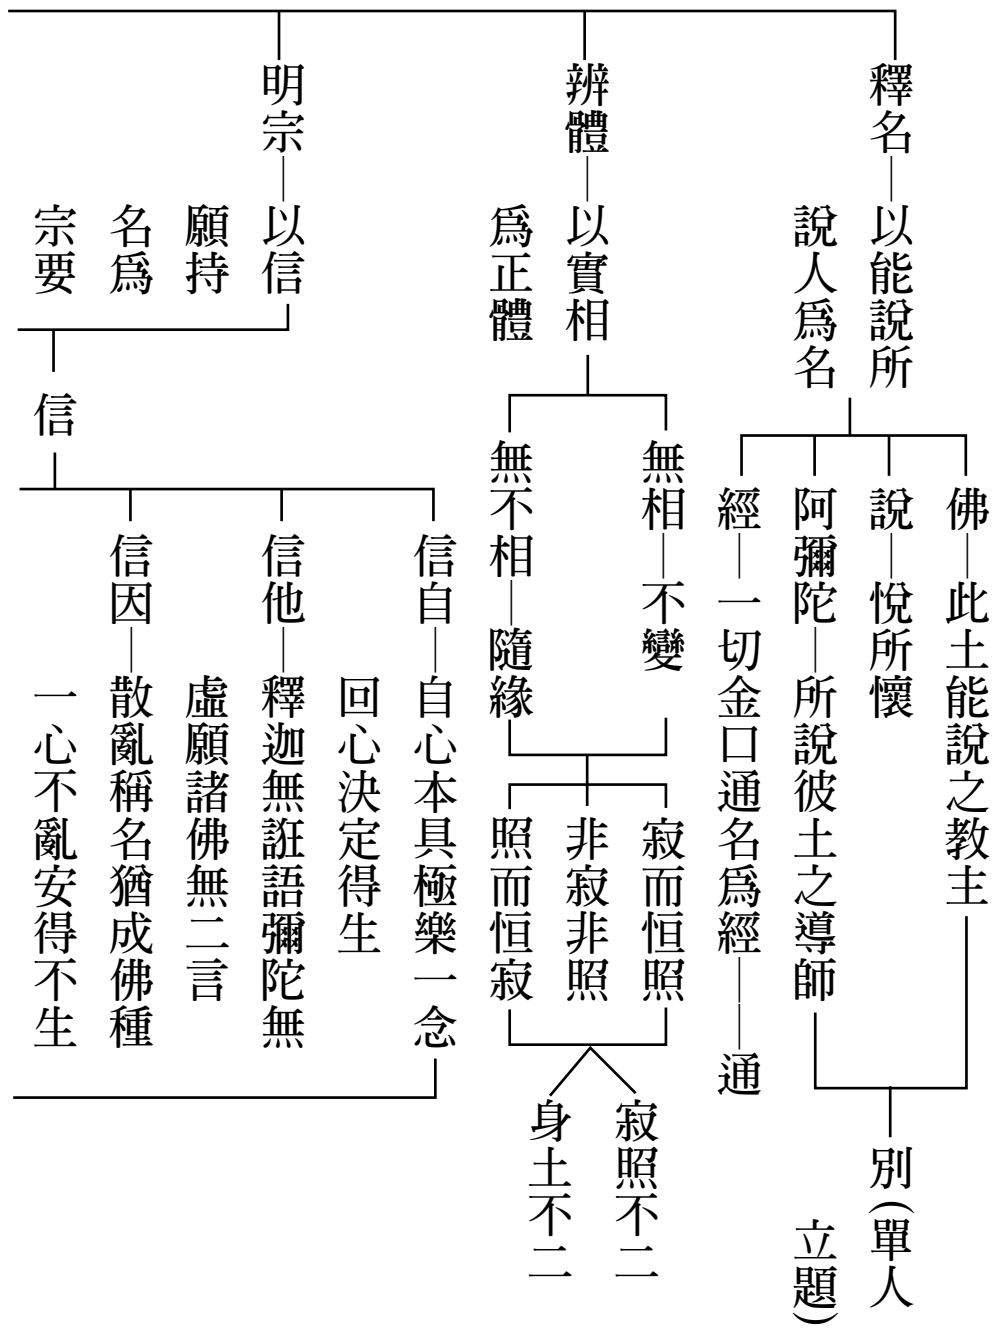 釋名—以能說所
說人爲名
佛—此土能說之教主
說—悅所懷
阿彌陀—所說彼土之導師
經—一切金口通名爲經—通
別(單人
立題)
辨體—以實相
爲正體
無相—不變
無不相—隨緣
寂而恒照
非寂非照
照而恒寂
寂照不二
身土不二
明宗—以信
願持
名爲
宗要
信
信自—自心本具極樂一念
回心決定得生
信他—釋迦無誑語彌陀無
虛願諸佛無二言
信因—散亂稱名猶成佛種
一心不亂安得不生